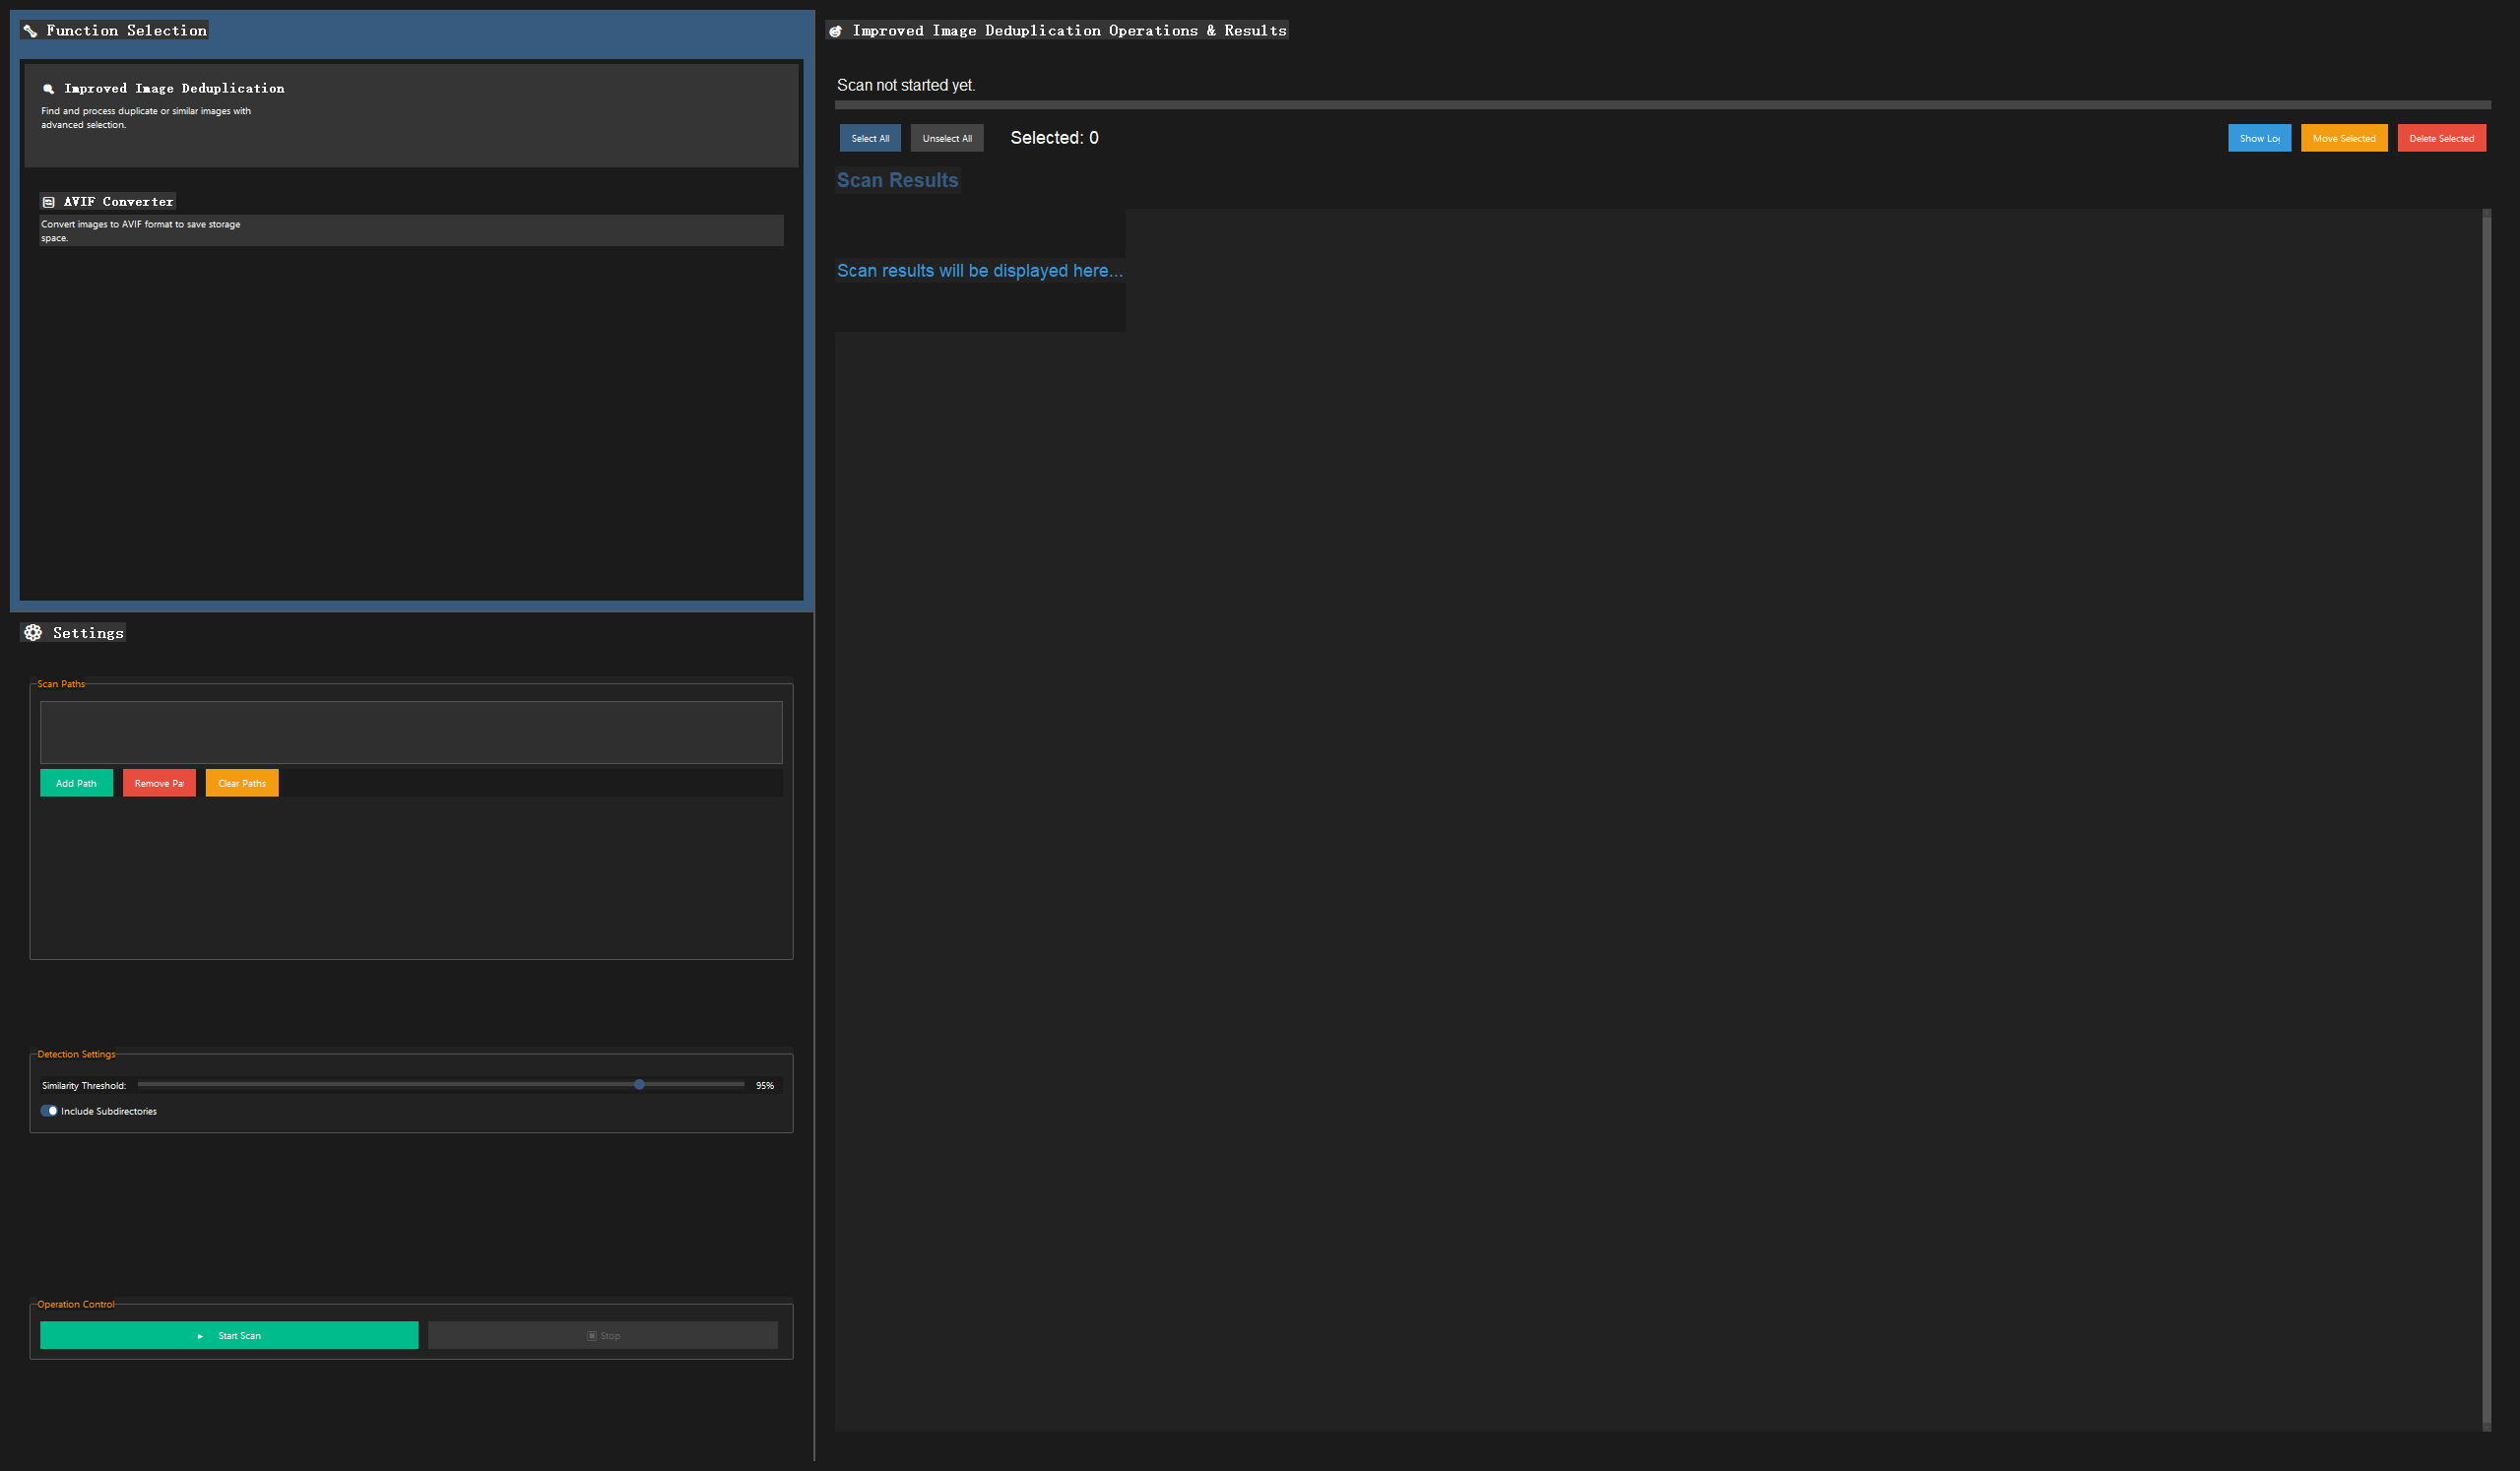 Function Selection
Improved Image Deduplication
Find and process duplicate or similar images with
advanced selection.
AVIF Converter
Convert images to AVIF format to save storage
space.
Settings
Scan Paths
Add Path
Remove Pa
Clear Paths
Detection Settings
Similarity Threshold:
95%
Include Subdirectories
Operation Control
Start Scan
Stop
Improved Image Deduplication Operations & Results
Scan not started yet.
Select All
Unselect All
Selected: 0
Show Log
Move Selected
Delete Selected
Scan Results
Scan results will be displayed here...